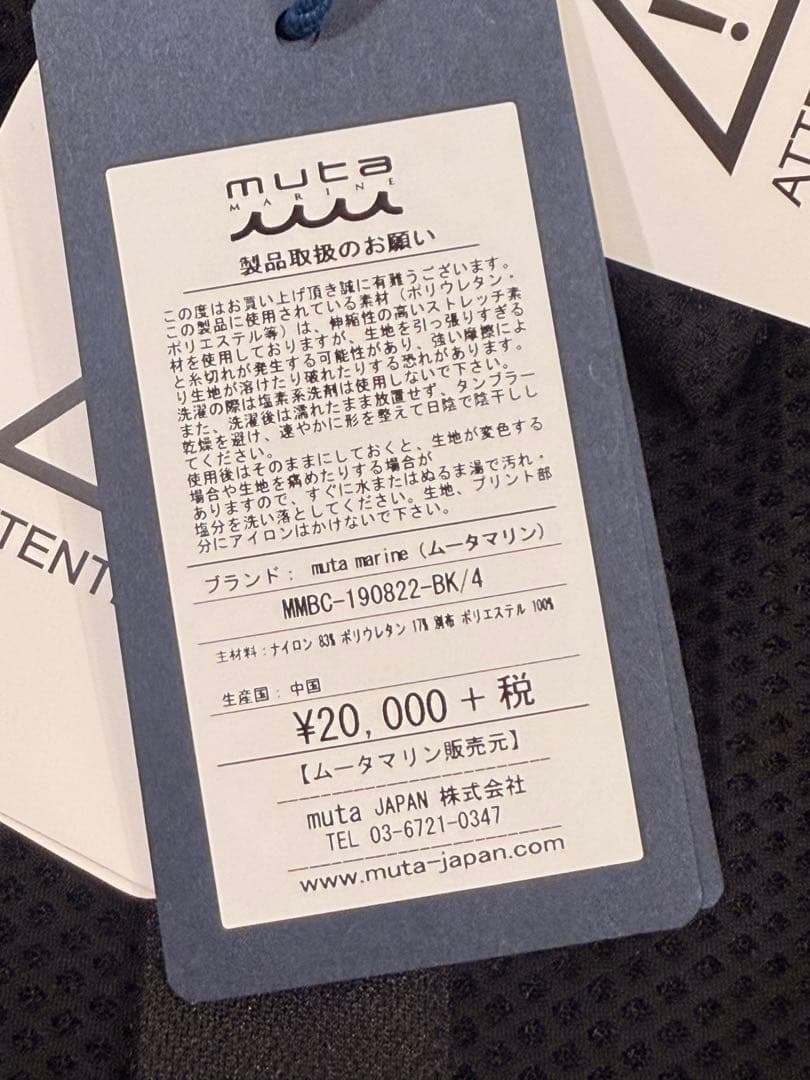 muta
MARINE
製品取扱のお願い
この度はお買い上げ頂き誠に有難うございます。
この製品に使用されている素材（ポリウレタン・
ポリエステル等）は、伸縮性の高いストレッチ素
材を使用しておりますが、生地を引っ張りすぎる
と糸切れが発生する可能性があり、強い摩擦によ
り生地が溶けたり破れたりする恐れがあります。
洗濯の際は塩素系洗剤は使用しないで下さい。
また、洗濯後は濡れたまま放置せず、タンブラー
乾燥を避け、速やかに形を整えて日陰で陰干しし
てください。
使用後はそのままにしておくと、生地が変色する
場合や生地を痛めたりする場合が
ありますので、すぐに水またはぬるま湯で汚れ・
塩分を洗い落としてください。生地、プリント部
分にアイロンはかけないで下さい。
ブランド： muta marine（ムータマリン）
MMBC-190822-BK/4
主材料：ナイロン 83% ポリウレタン 17% 別布 ポリエステル 100%
生産国：中国
¥20,000 + 税
【ムータマリン販売元】
muta JAPAN 株式会社
TEL 03-6721-0347
www.muta-japan.com